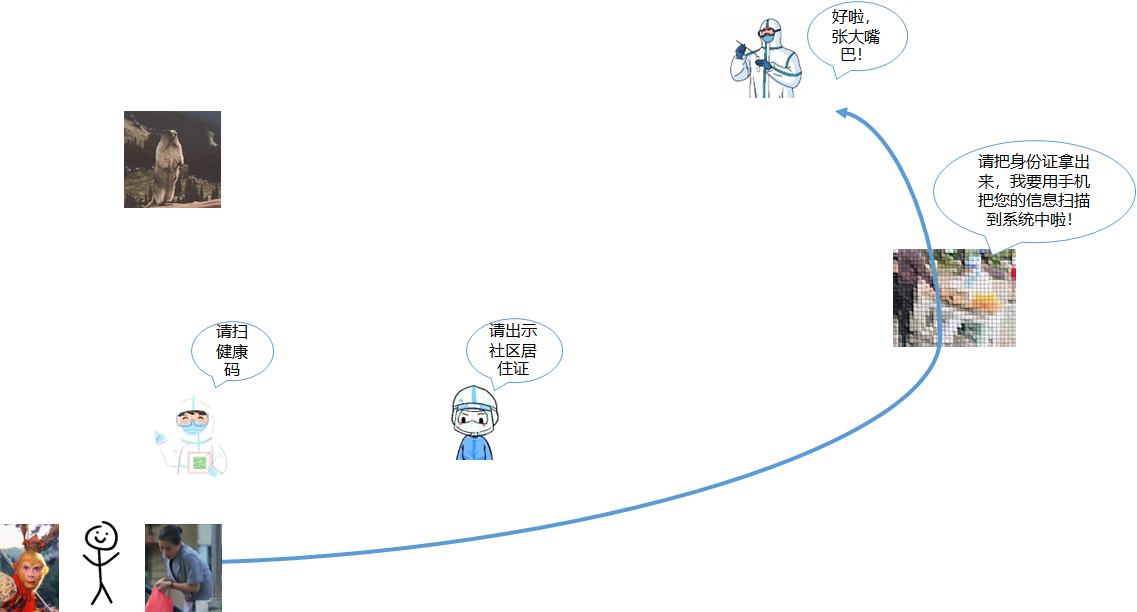 好啦，
张大嘴
巴！
请把身份证拿出
来，我要用手机
把您的信息扫描
到系统中啦！
请扫
健康
码
请出示
社区居
住证